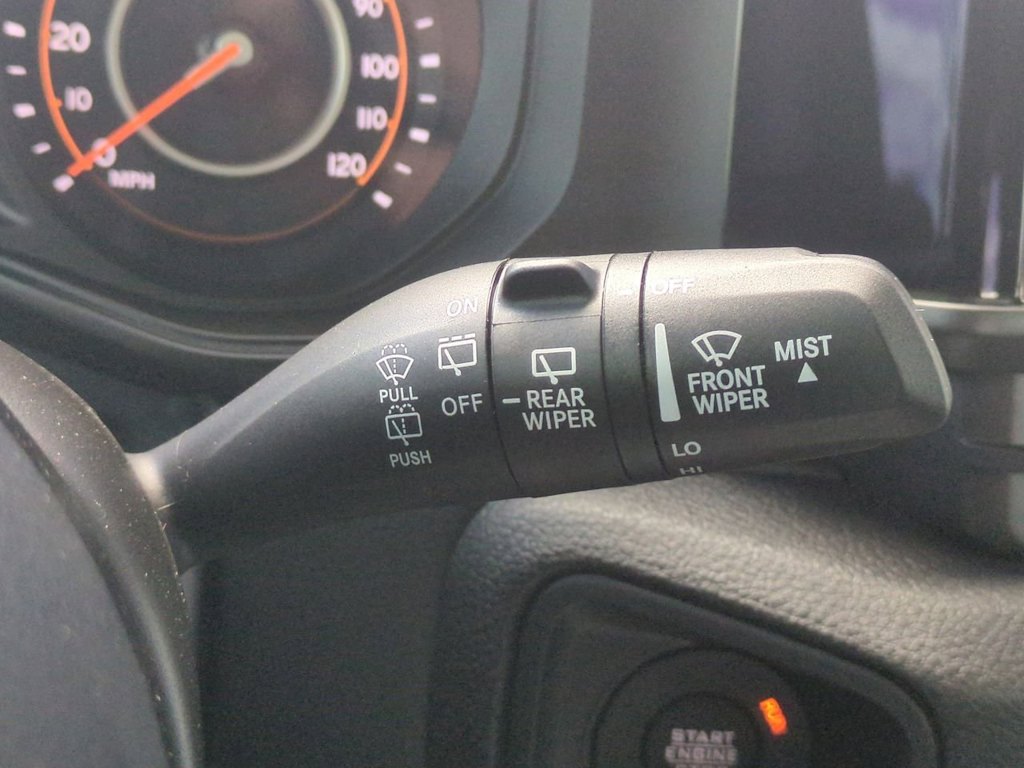 20
10
0
MPH
90
100
110
120
ON
OFF
PULL
PUSH
REAR
WIPER
OFF
FRONT
WIPER
MIST
LO
HI
START
ENGINE